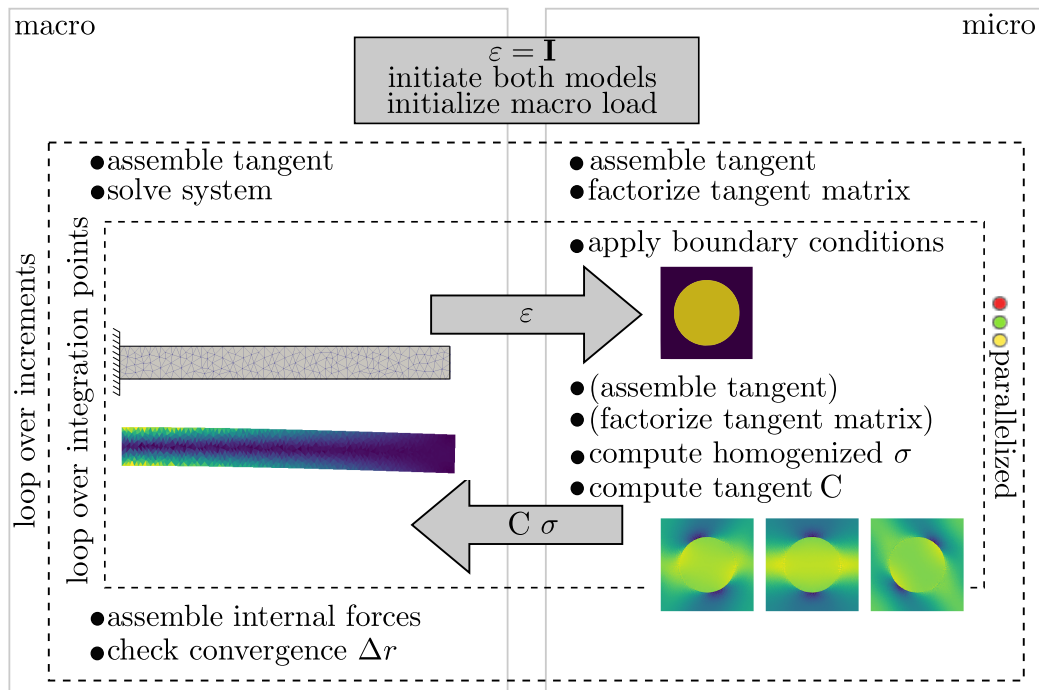 macro
micro
ε = I
initiate both models
initialize macro load
●assemble tangent
●solve system
● assemble tangent
●factorize tangent matrix
loop over increments
loop over integration points
●apply boundary conditions
ε
●(assemble tangent)
●(factorize tangent matrix)
●compute homogenized σ
●compute tangent C
parallelized
C σ
●assemble internal forces
●check convergence Δr